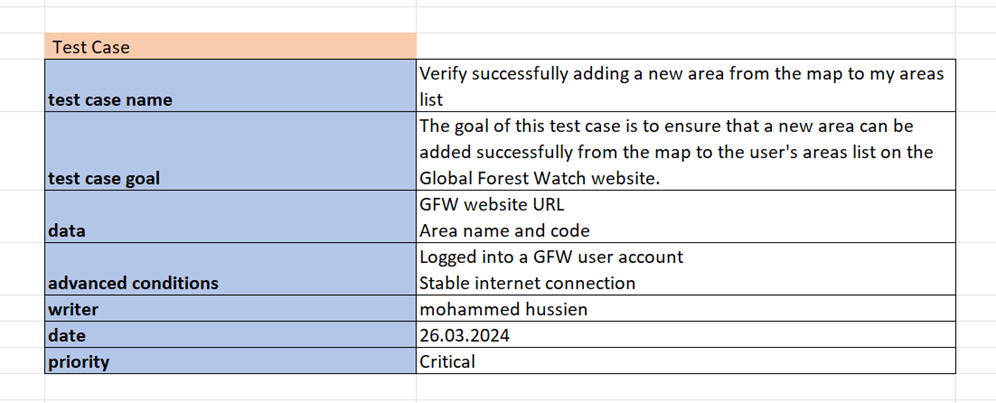 Test Case
test case name
Verify successfully adding a new area from the map to my areas
list
test case goal
The goal of this test case is to ensure that a new area can be
added successfully from the map to the user's areas list on the
Global Forest Watch website.
data
GFW website URL
Area name and code
advanced conditions
Logged into a GFW user account
Stable internet connection
writer
mohammed hussien
date
26.03.2024
priority
Critical